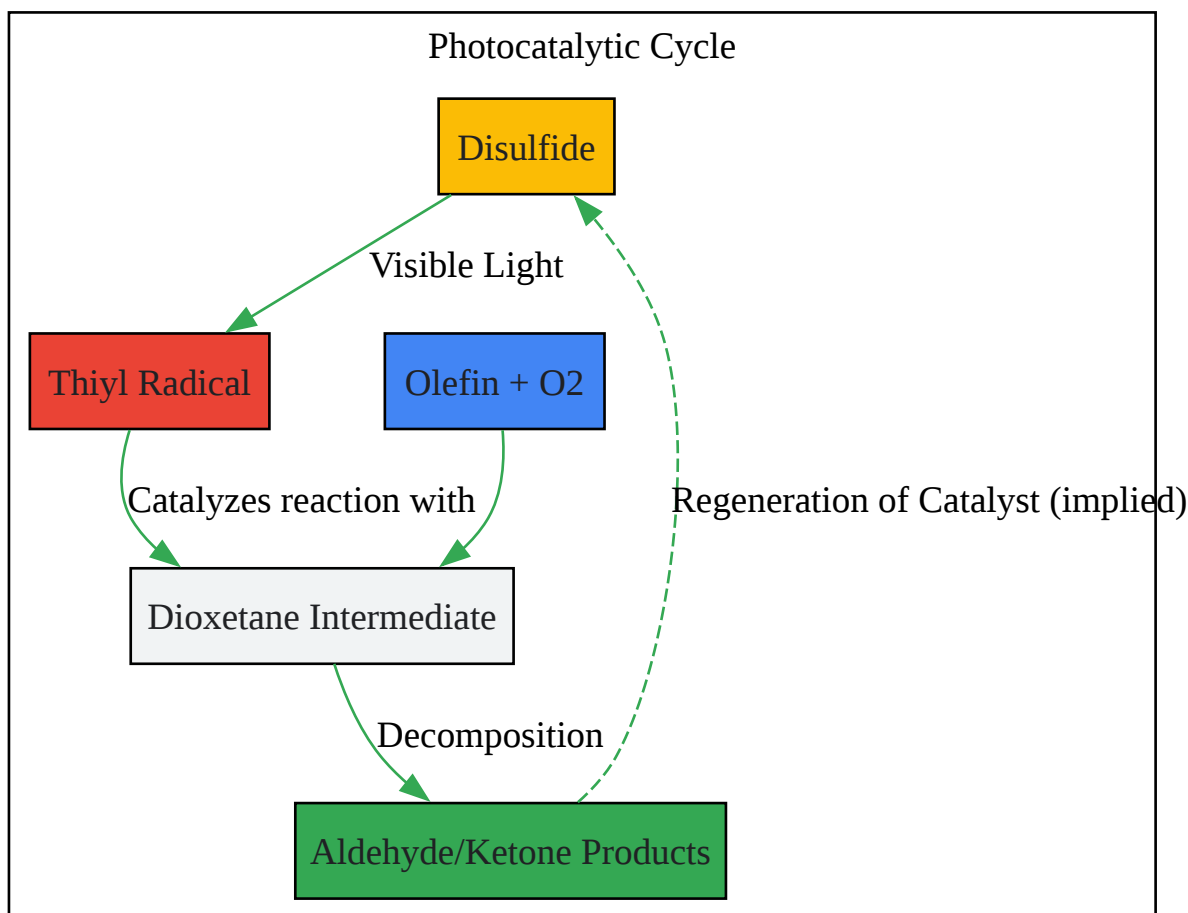 Photocatalytic Cycle
Disulfide
Visible Light
Thiyl Radical
Olefin + O2
Catalyzes reaction with
Regeneration of Catalyst (implied)
Dioxetane Intermediate
Decomposition
Aldehyde/Ketone Products